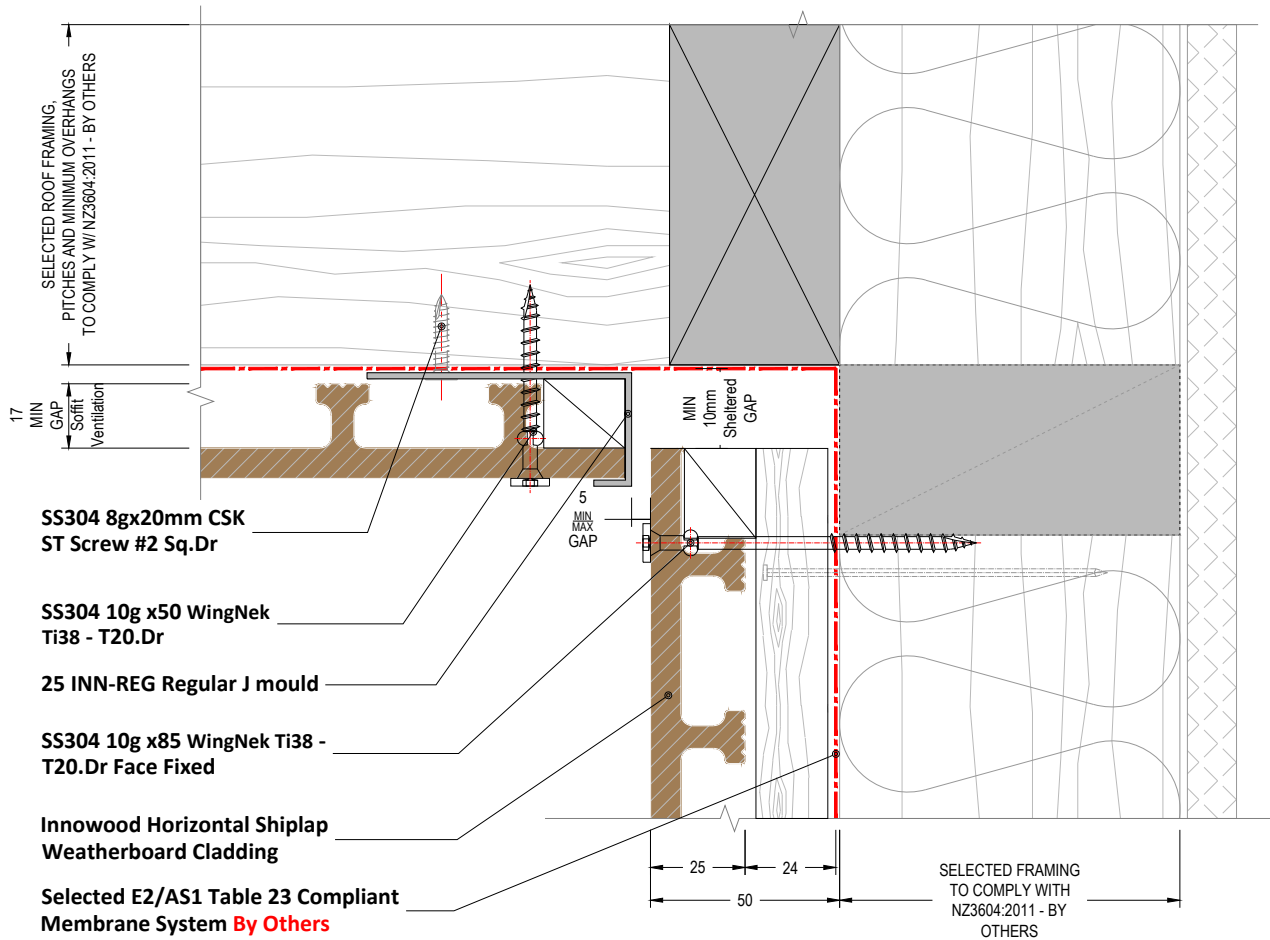 SELECTED ROOF FRAMING,
PITCHES AND MINIMUM OVERHANGS
TO COMPLY W/ NZ3604:2011 - BY OTHERS
17
MIN
GAP
Soffit
Ventilation
MIN
10mm
Sheltered
GAP
5
MIN
MAX
GAP
SS304 8gx20mm CSK
ST Screw #2 Sq.Dr
SS304 10g x50 WingNek
Ti38 - T20.Dr
25 INN-REG Regular J mould
SS304 10g x85 WingNek Ti38 -
T20.Dr Face Fixed
Innowood Horizontal Shiplap
Weatherboard Cladding
Selected E2/AS1 Table 23 Compliant
Membrane System By Others
25
24
50
SELECTED FRAMING
TO COMPLY WITH
NZ3604:2011 - BY
OTHERS